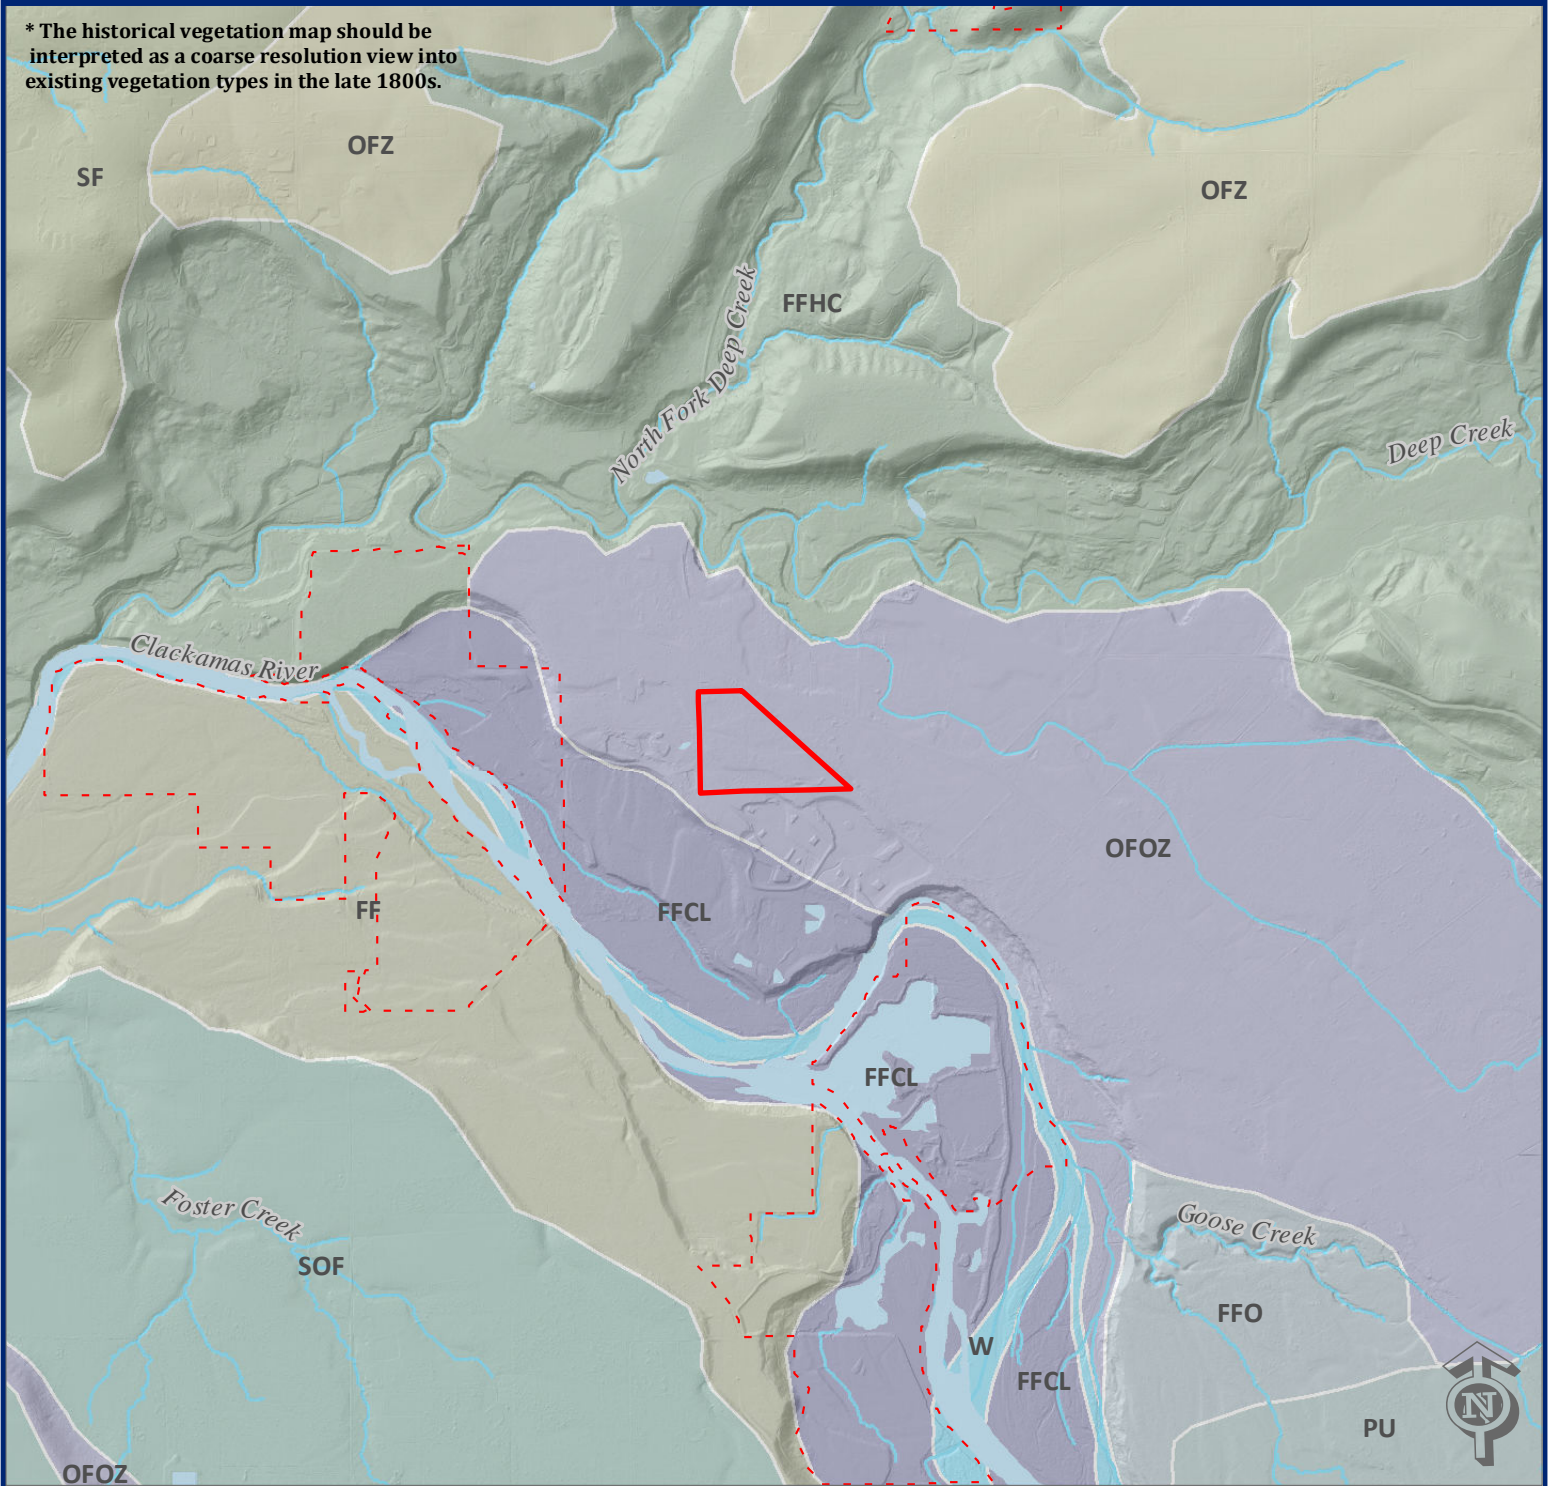 * The historical vegetation map should be
interpreted as a coarse resolution view into
existing vegetation types in the late 1800s.
OFZ
SF
OFZ
North Fork Deep Creek
FFHC
Deep Creek
Clackamas River
OFOZ
FF
FFCL
FFCL
Foster Creek
Goose Creek
SOF
FFO
W
FFCL
PU
N
OFOZ